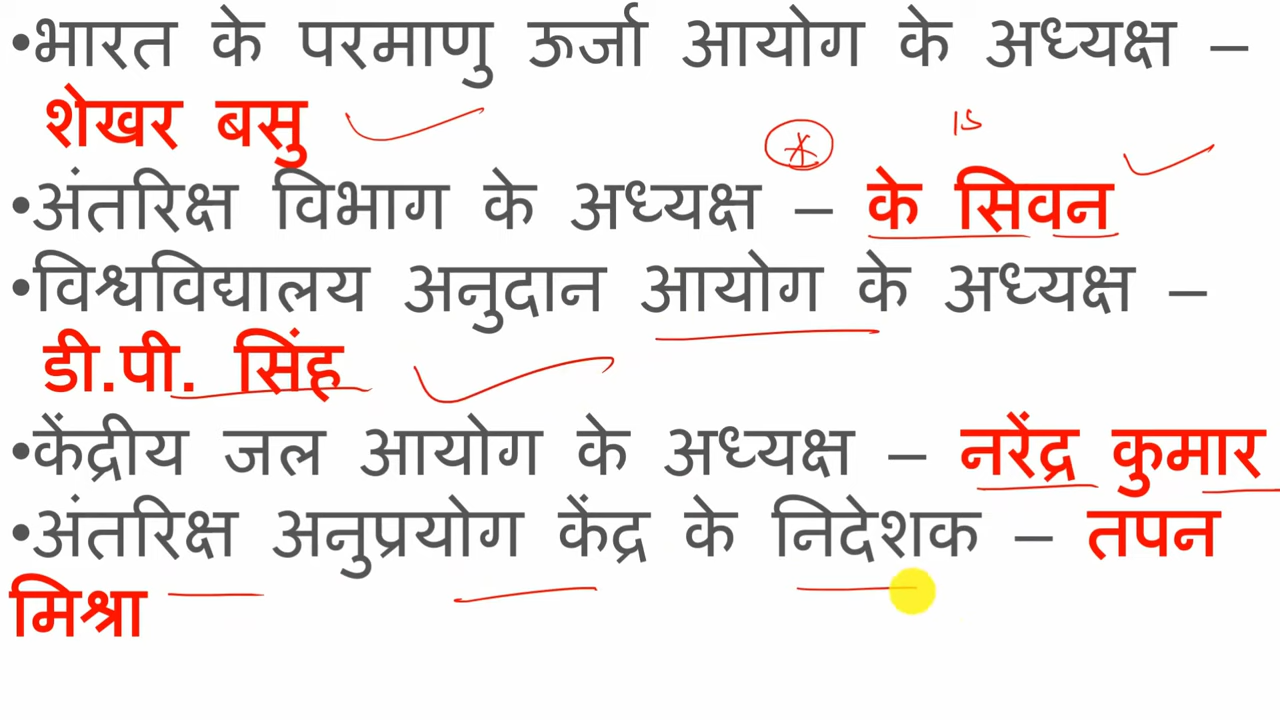 •भारत के परमाणु ऊर्जा आयोग के अध्यक्ष –
शेखर बसु
IS
•अंतरिक्ष विभाग के अध्यक्ष – के सिवन
•विश्वविद्यालय अनुदान आयोग के अध्यक्ष –
डी.पी. सिंह
•केंद्रीय जल आयोग के अध्यक्ष – नरेंद्र कुमार
•अंतरिक्ष अनुप्रयोग केंद्र के निदेशक – तपन
मिश्रा